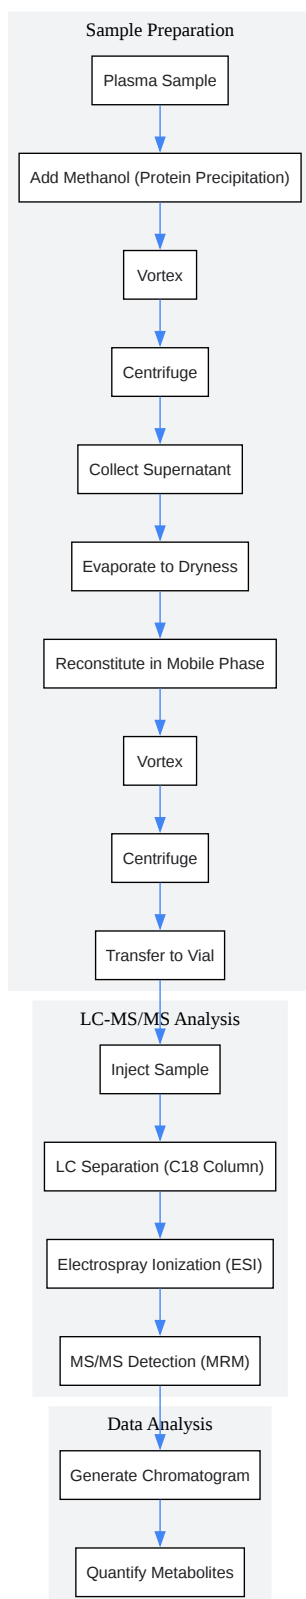 Sample Preparation
Plasma Sample
Add Methanol (Protein Precipitation)
Vortex
Centrifuge
Collect Supernatant
Evaporate to Dryness
Reconstitute in Mobile Phase
Vortex
Centrifuge
Transfer to Vial
LC-MS/MS Analysis
Inject Sample
LC Separation (C18 Column)
Electrospray Ionization (ESI)
MS/MS Detection (MRM)
Data Analysis
Generate Chromatogram
Quantify Metabolites